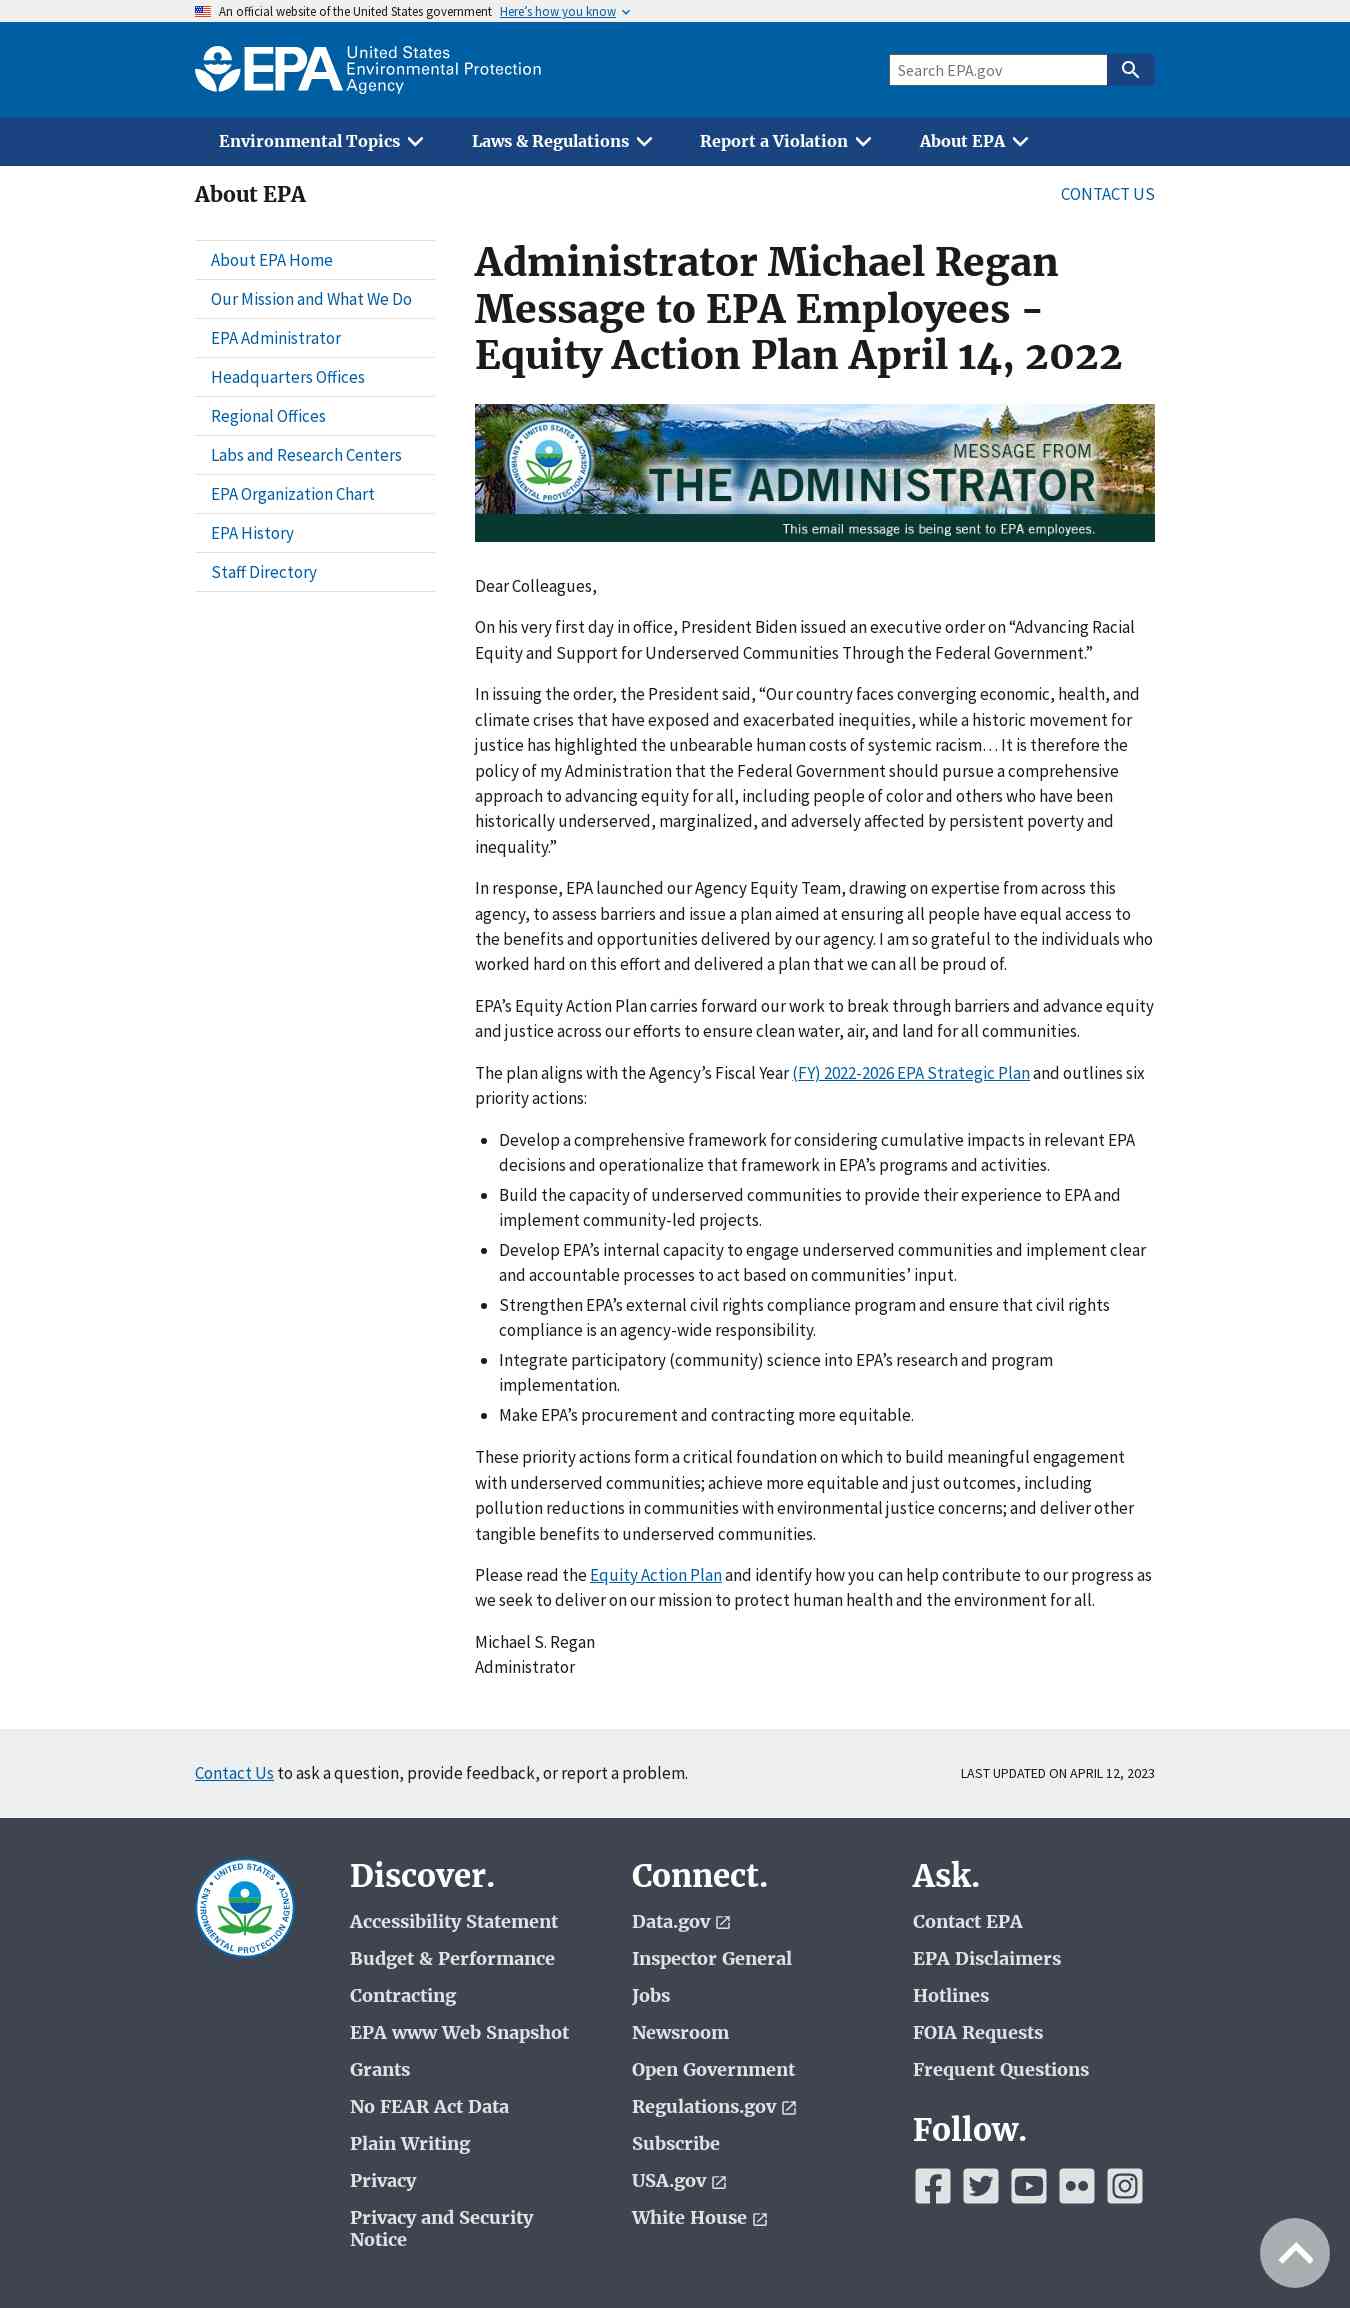 An official website of the United States government Here’s how you know
EPA United States
Environmental Protection
Agency
Search EPA.gov
Environmental Topics Laws & Regulations Report a Violation About EPA
About EPA
CONTACT US
About EPA Home
Our Mission and What We Do
EPA Administrator
Headquarters Offices
Regional Offices
Labs and Research Centers
EPA Organization Chart
EPA History
Staff Directory
Administrator Michael Regan
Message to EPA Employees -
Equity Action Plan April 14, 2022
UNITED STATES ENVIRONMENTAL PROTECTION AGENCY
MESSAGE FROM
THE ADMINISTRATOR
This email message is being sent to EPA employees.
Dear Colleagues,
On his very first day in office, President Biden issued an executive order on “Advancing Racial
Equity and Support for Underserved Communities Through the Federal Government.”
In issuing the order, the President said, “Our country faces converging economic, health, and
climate crises that have exposed and exacerbated inequities, while a historic movement for
justice has highlighted the unbearable human costs of systemic racism… It is therefore the
policy of my Administration that the Federal Government should pursue a comprehensive
approach to advancing equity for all, including people of color and others who have been
historically underserved, marginalized, and adversely affected by persistent poverty and
inequality.”
In response, EPA launched our Agency Equity Team, drawing on expertise from across this
agency, to assess barriers and issue a plan aimed at ensuring all people have equal access to
the benefits and opportunities delivered by our agency. I am so grateful to the individuals who
worked hard on this effort and delivered a plan that we can all be proud of.
EPA’s Equity Action Plan carries forward our work to break through barriers and advance equity
and justice across our efforts to ensure clean water, air, and land for all communities.
The plan aligns with the Agency’s Fiscal Year (FY) 2022-2026 EPA Strategic Plan and outlines six
priority actions:
• Develop a comprehensive framework for considering cumulative impacts in relevant EPA
decisions and operationalize that framework in EPA’s programs and activities.
• Build the capacity of underserved communities to provide their experience to EPA and
implement community-led projects.
• Develop EPA’s internal capacity to engage underserved communities and implement clear
and accountable processes to act based on communities’ input.
• Strengthen EPA’s external civil rights compliance program and ensure that civil rights
compliance is an agency-wide responsibility.
• Integrate participatory (community) science into EPA’s research and program
implementation.
• Make EPA’s procurement and contracting more equitable.
These priority actions form a critical foundation on which to build meaningful engagement
with underserved communities; achieve more equitable and just outcomes, including
pollution reductions in communities with environmental justice concerns; and deliver other
tangible benefits to underserved communities.
Please read the Equity Action Plan and identify how you can help contribute to our progress as
we seek to deliver on our mission to protect human health and the environment for all.
Michael S. Regan
Administrator
Contact Us to ask a question, provide feedback, or report a problem.
LAST UPDATED ON APRIL 12, 2023
UNITED STATES ENVIRONMENTAL PROTECTION AGENCY
Discover.
Accessibility Statement
Budget & Performance
Contracting
EPA www Web Snapshot
Grants
No FEAR Act Data
Plain Writing
Privacy
Privacy and Security
Notice
Connect.
Data.gov
Inspector General
Jobs
Newsroom
Open Government
Regulations.gov
Subscribe
USA.gov
White House
Ask.
Contact EPA
EPA Disclaimers
Hotlines
FOIA Requests
Frequent Questions
Follow.